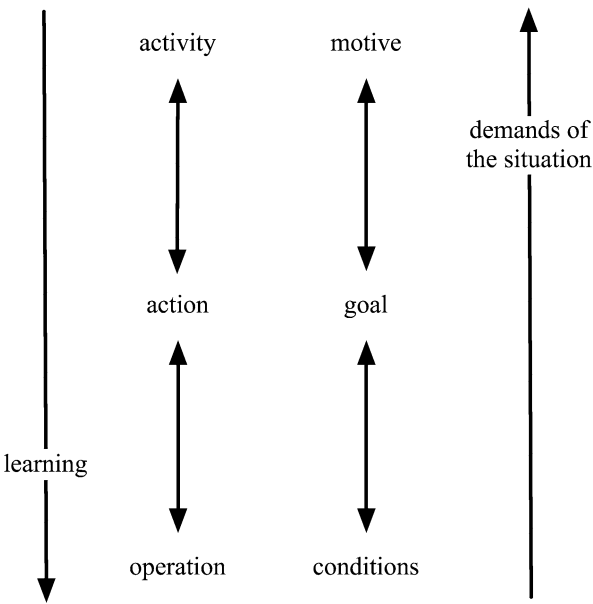 activity
motive
demands of
the situation
action
goal
learning
operation
conditions